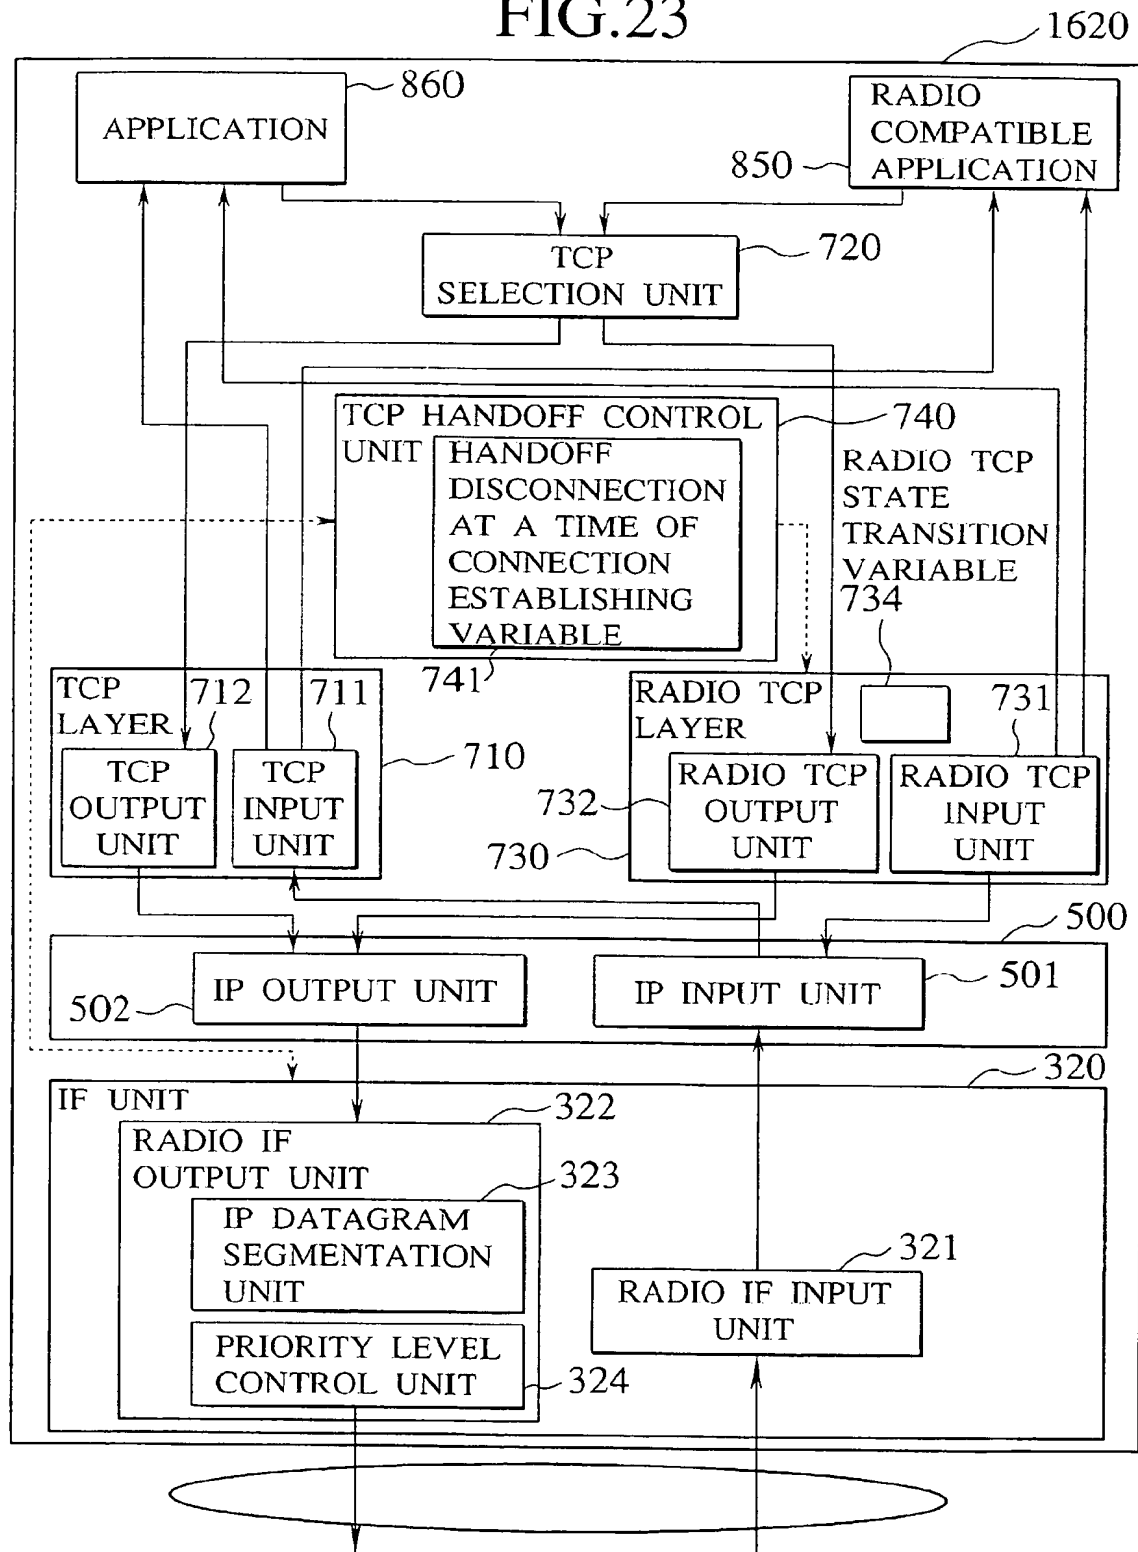 FIG.23
1620
860
APPLICATION
RADIO
COMPATIBLE
APPLICATION
850
720
TCP
SELECTION UNIT
TCP HANDOFF CONTROL
UNIT
740
HANDOFF
DISCONNECTION
AT A TIME OF
CONNECTION
ESTABLISHING
VARIABLE
741
RADIO TCP
STATE
TRANSITION
VARIABLE
734
TCP
LAYER
712
711
710
TCP
OUTPUT
UNIT
TCP
INPUT
UNIT
RADIO TCP
LAYER
731
RADIO TCP
OUTPUT
UNIT
RADIO TCP
INPUT
UNIT
732
730
500
IP OUTPUT UNIT
502
IP INPUT UNIT
501
320
IF UNIT
322
RADIO IF
OUTPUT UNIT
323
IP DATAGRAM
SEGMENTATION
UNIT
321
RADIO IF INPUT
UNIT
PRIORITY LEVEL
CONTROL UNIT
324